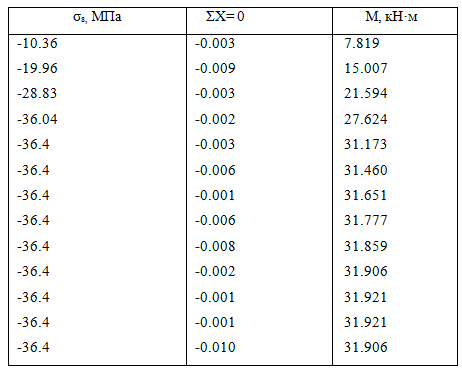 σв, МПа ΣX= 0 М, кН·м
-10.36 -0.003 7.819
-19.96 -0.009 15.007
-28.83 -0.003 21.594
-36.04 -0.002 27.624
-36.4 -0.003 31.173
-36.4 -0.006 31.460
-36.4 -0.001 31.651
-36.4 -0.006 31.777
-36.4 -0.008 31.859
-36.4 -0.002 31.906
-36.4 -0.001 31.921
-36.4 -0.001 31.921
-36.4 -0.010 31.906